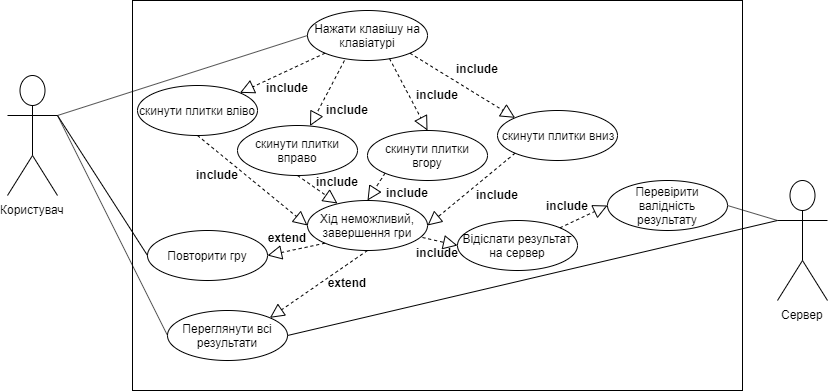 Нажати клавішу на
клавіатурі
include
include
include
include
скинути плитки вліво
скинути плитки
вправо
скинути плитки
вгору
скинути плитки вниз
include
include
include
include
Користувач
Хід неможливий,
завершення гри
extend
include
Відіслати результат
на сервер
include
Перевірити
валідність
результату
Повторити гру
extend
Переглянути всі
результати
Сервер